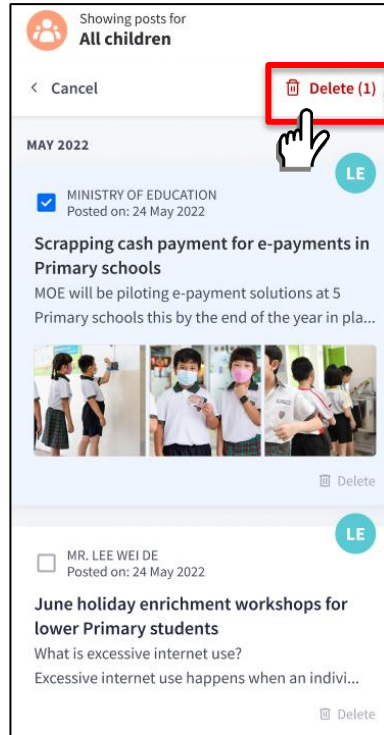 Showing posts for
All children
Cancel
Delete (1)
MAY 2022
LE
MINISTRY OF EDUCATION
Posted on: 24 May 2022
Scrapping cash payment for e-payments in
Primary schools
MOE will be piloting e-payment solutions at 5
Primary schools this by the end of the year in pla...
Delete
LE
MR. LEE WEI DE
Posted on: 24 May 2022
June holiday enrichment workshops for
lower Primary students
What is excessive internet use?
Excessive internet use happens when an indivi...
Delete